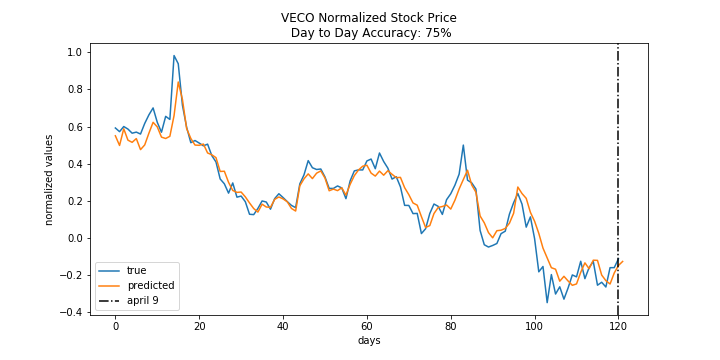 VECO Normalized Stock Price
Day to Day Accuracy: 75%
normalized values
1.0
0.8
0.6
0.4
0.2
0.0
−0.2
−0.4
true
predicted
april 9
0
20
40
60
80
100
120
days